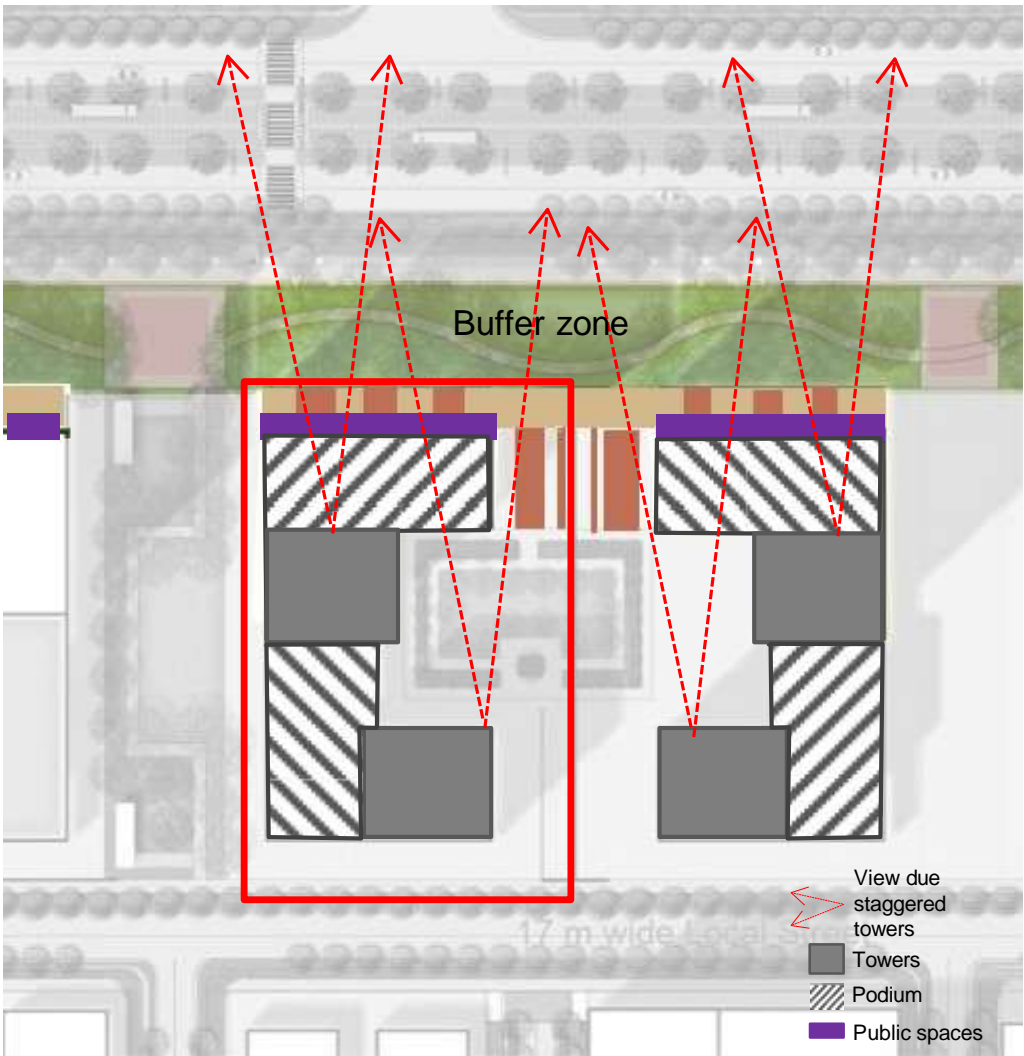 Buffer zone
View due
staggered
towers
17 m wide Local Street
Towers
Podium
Public spaces